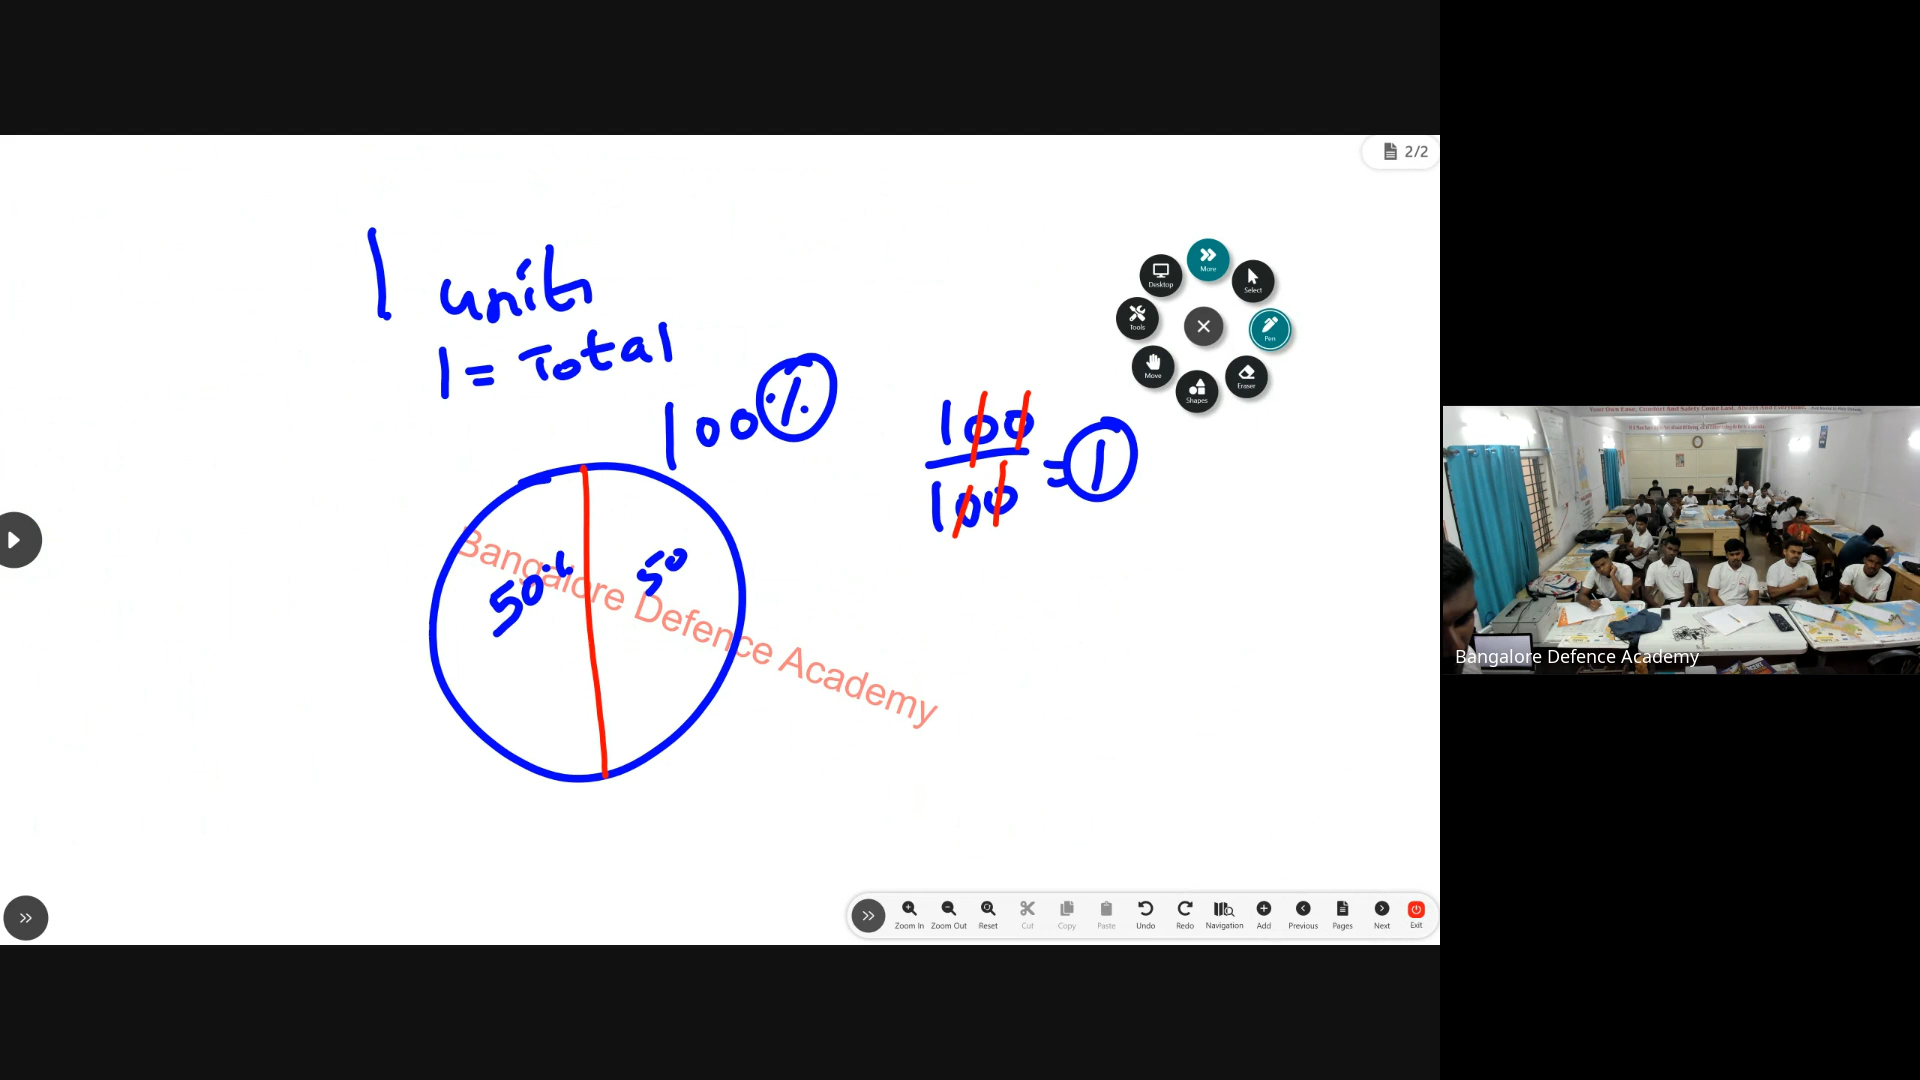 2/2
1 unit
1 = Total
100%
100
100
= 1
50%
50
Bangalore Defence Academy
Desktop
More
Select
Tools
Pen
Move
Shapes
Eraser
Zoom In
Zoom Out
Reset
Cut
Copy
Paste
Undo
Redo
Navigation
Add
Previous
Pages
Next
Exit
Bangalore Defence Academy